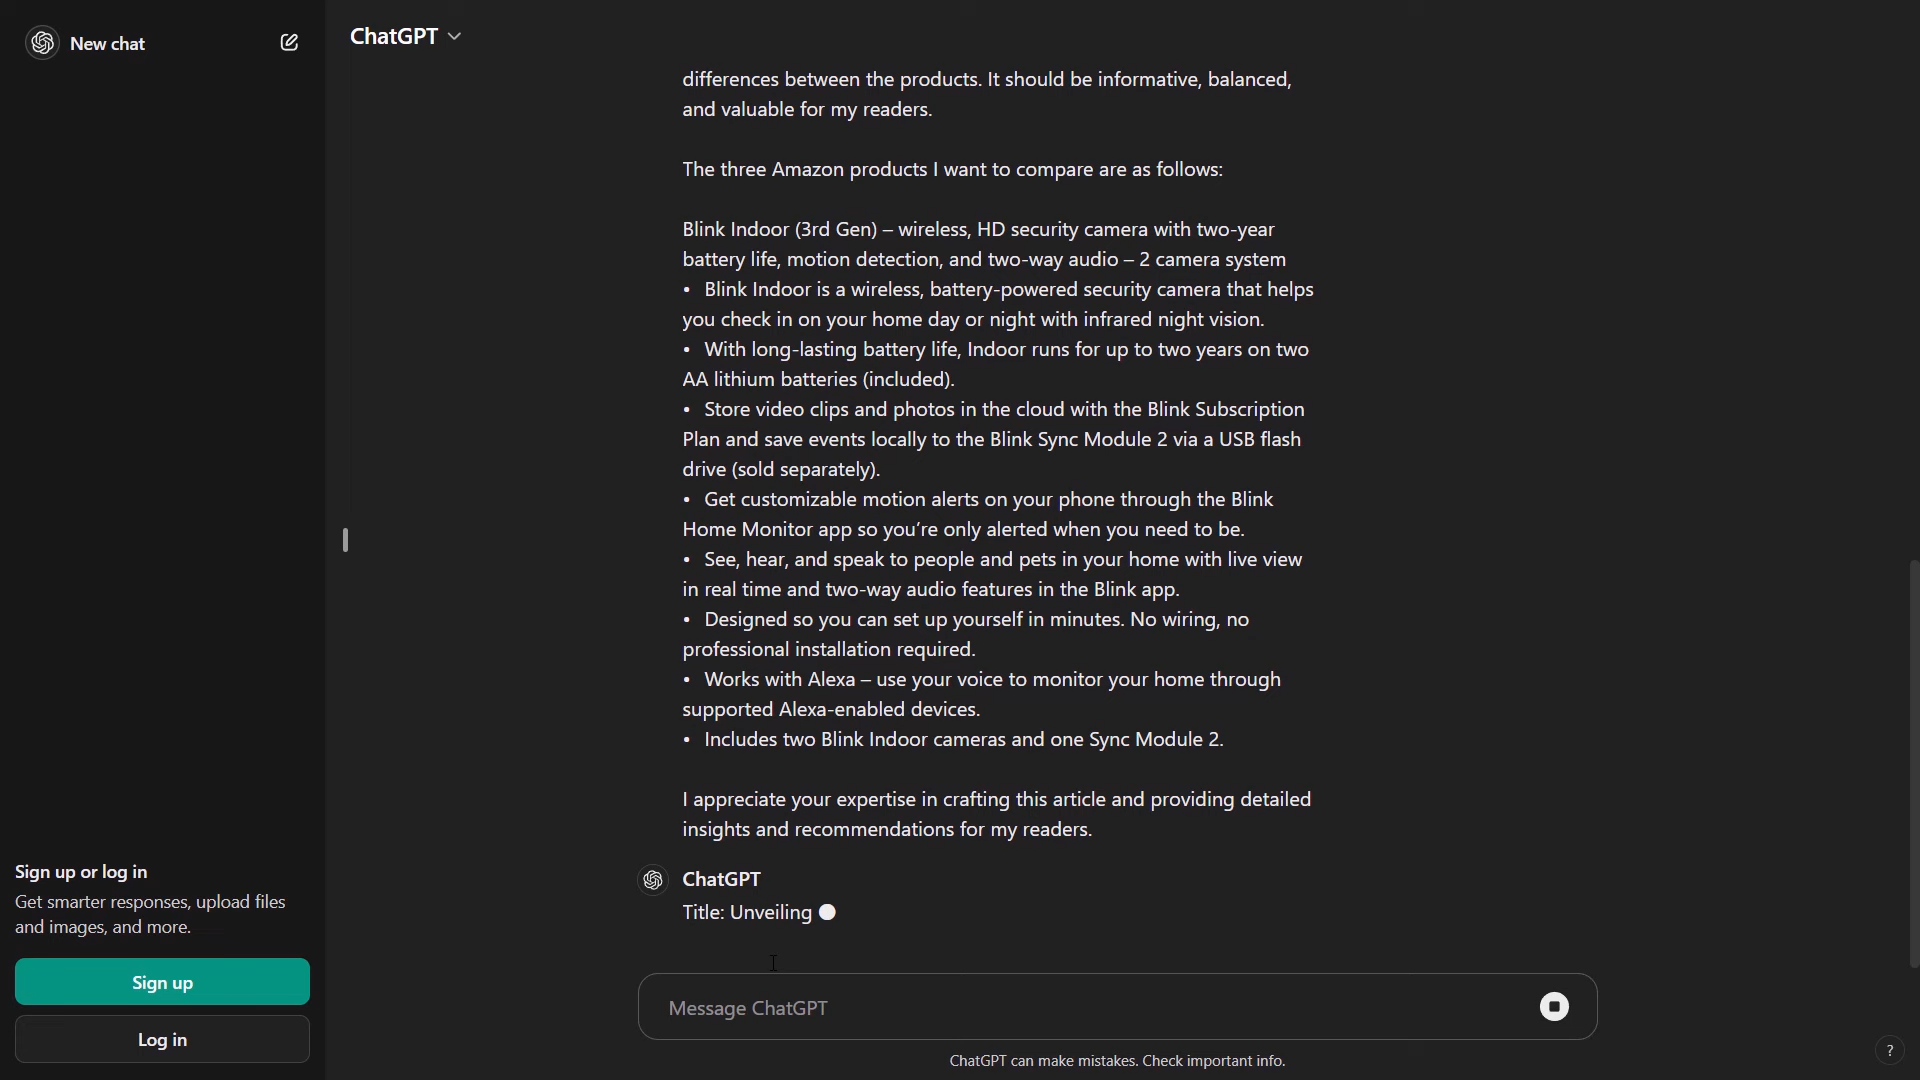 New chat
ChatGPT
differences between the products. It should be informative, balanced,
and valuable for my readers.
The three Amazon products I want to compare are as follows:
Blink Indoor (3rd Gen) – wireless, HD security camera with two-year
battery life, motion detection, and two-way audio – 2 camera system
• Blink Indoor is a wireless, battery-powered security camera that helps
you check in on your home day or night with infrared night vision.
• With long-lasting battery life, Indoor runs for up to two years on two
AA lithium batteries (included).
• Store video clips and photos in the cloud with the Blink Subscription
Plan and save events locally to the Blink Sync Module 2 via a USB flash
drive (sold separately).
• Get customizable motion alerts on your phone through the Blink
Home Monitor app so you’re only alerted when you need to be.
• See, hear, and speak to people and pets in your home with live view
in real time and two-way audio features in the Blink app.
• Designed so you can set up yourself in minutes. No wiring, no
professional installation required.
• Works with Alexa – use your voice to monitor your home through
supported Alexa-enabled devices.
• Includes two Blink Indoor cameras and one Sync Module 2.
I appreciate your expertise in crafting this article and providing detailed
insights and recommendations for my readers.
ChatGPT
Title: Unveiling
Sign up or log in
Get smarter responses, upload files
and images, and more.
Sign up
Log in
Message ChatGPT
ChatGPT can make mistakes. Check important info.
?